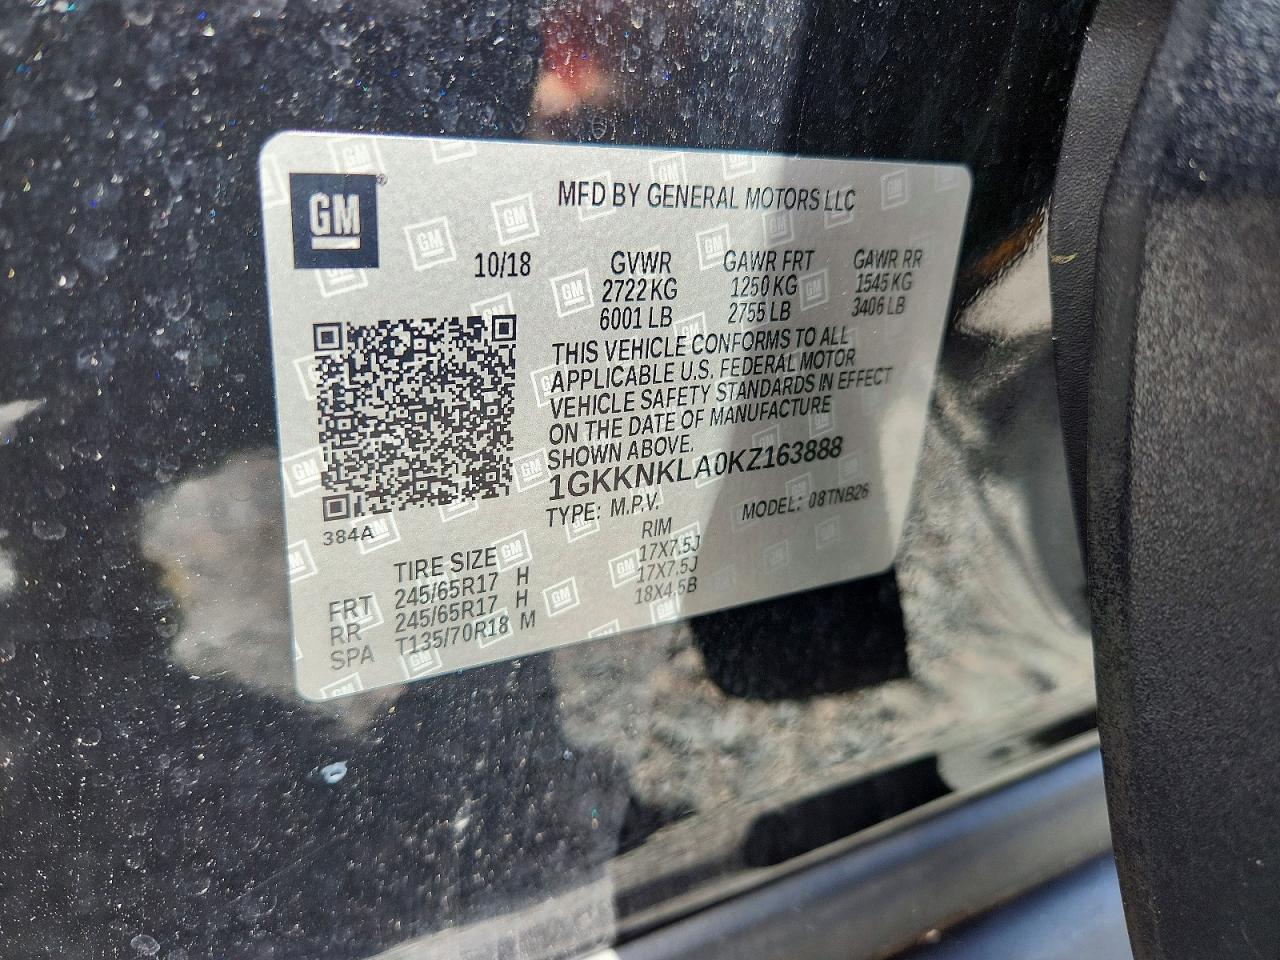 GM
MFD BY GENERAL MOTORS LLC
10/18 GVWR GAWR FRT GAWR RR
2722 KG 1250 KG 1545 KG
6001 LB 2755 LB 3406 LB
THIS VEHICLE CONFORMS TO ALL
APPLICABLE U.S. FEDERAL MOTOR
VEHICLE SAFETY STANDARDS IN EFFECT
ON THE DATE OF MANUFACTURE
SHOWN ABOVE.
1GKKNKLA0KZ163888
TYPE: M.P.V. MODEL: 08TNB26
384A
TIRE SIZE RIM
FRT 245/65R17 H 17X7.5J
RR 245/65R17 H 17X7.5J
SPA T135/70R18 M 18X4.5B